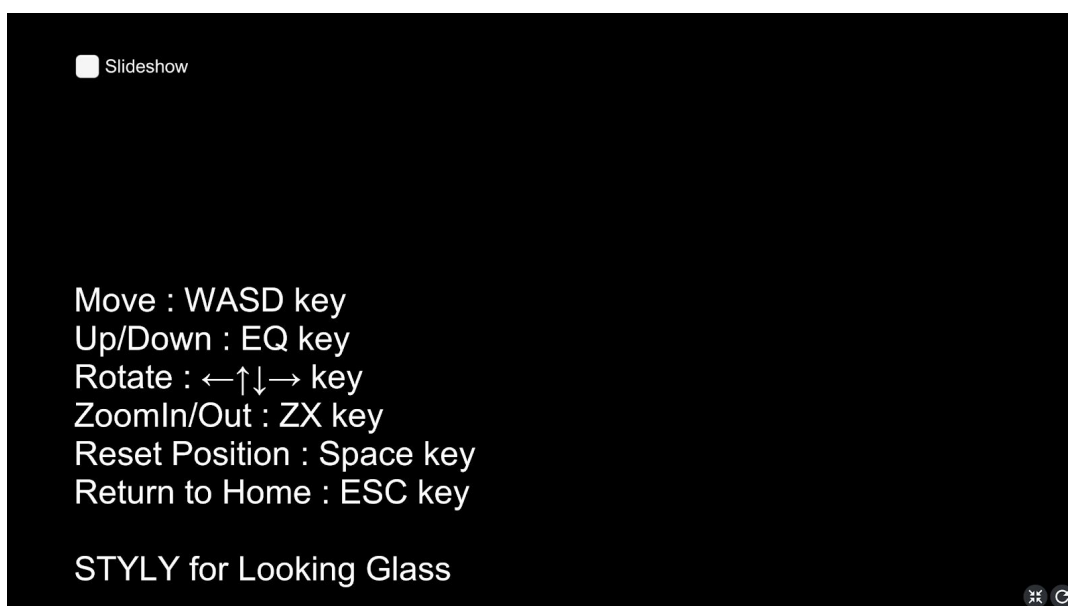 Slideshow
Move : WASD key
Up/Down : EQ key
Rotate : ←↑↓→ key
ZoomIn/Out : ZX key
Reset Position : Space key
Return to Home : ESC key
STYLY for Looking Glass